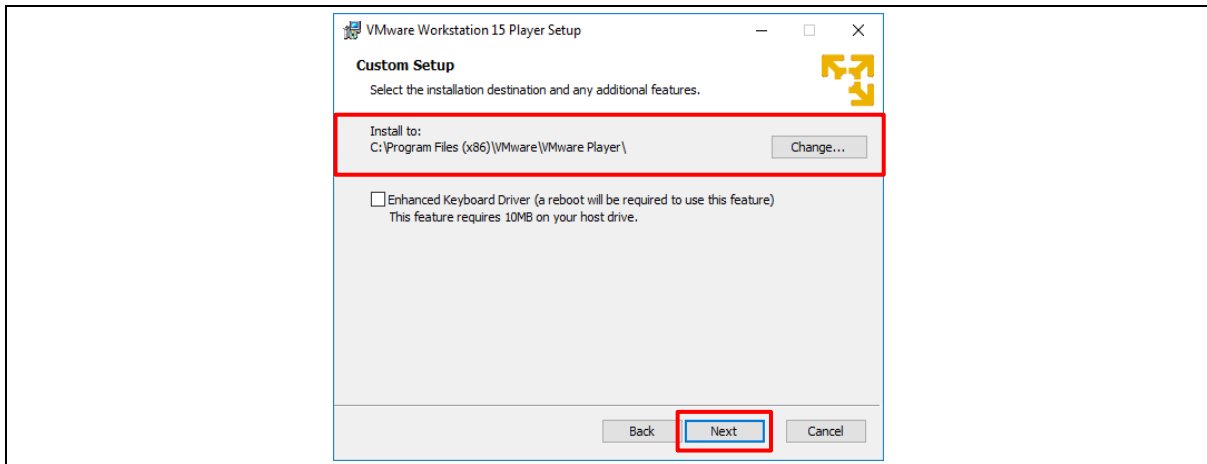 VMware Workstation 15 Player Setup
Custom Setup
Select the installation destination and any additional features.
Install to:
C:\Program Files (x86)\VMware\VMware Player\
Change...
Enhanced Keyboard Driver (a reboot will be required to use this feature)
This feature requires 10MB on your host drive.
Back Next Cancel